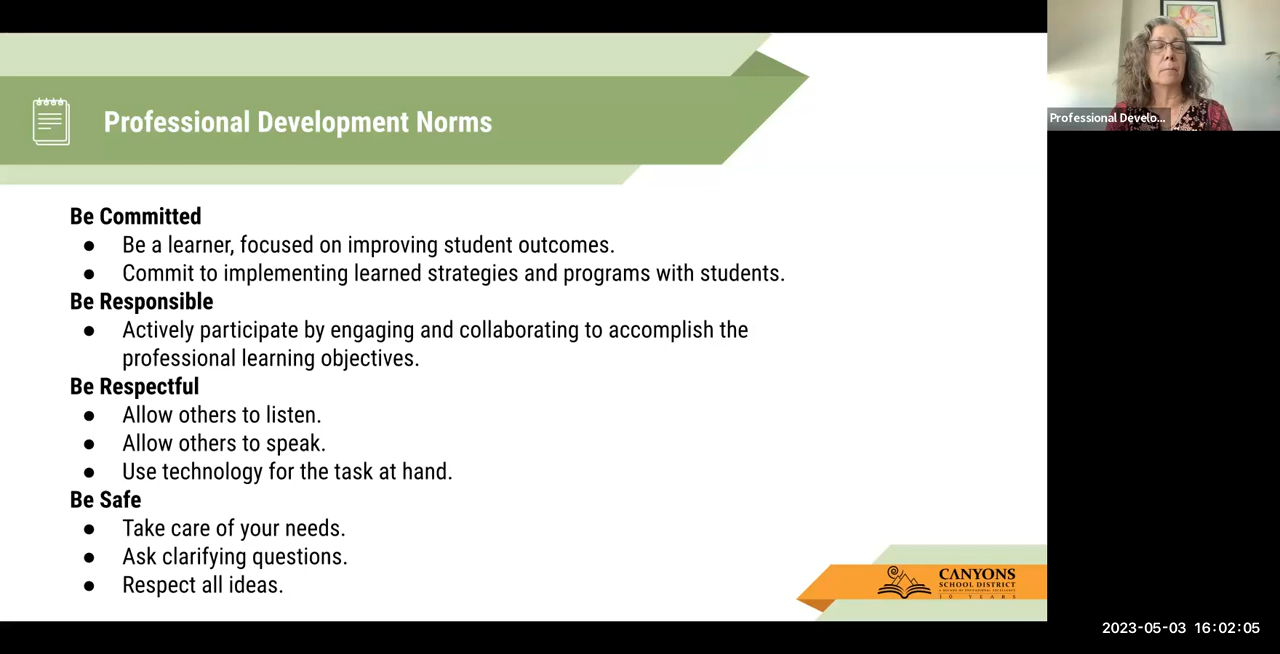 Professional Development Norms
Professional Develo...
Be Committed
● Be a learner, focused on improving student outcomes.
● Commit to implementing learned strategies and programs with students.
Be Responsible
● Actively participate by engaging and collaborating to accomplish the
professional learning objectives.
Be Respectful
● Allow others to listen.
● Allow others to speak.
● Use technology for the task at hand.
Be Safe
● Take care of your needs.
● Ask clarifying questions.
● Respect all ideas.
CANYONS
SCHOOL DISTRICT
10 YEARS
2023-05-03 16:02:05